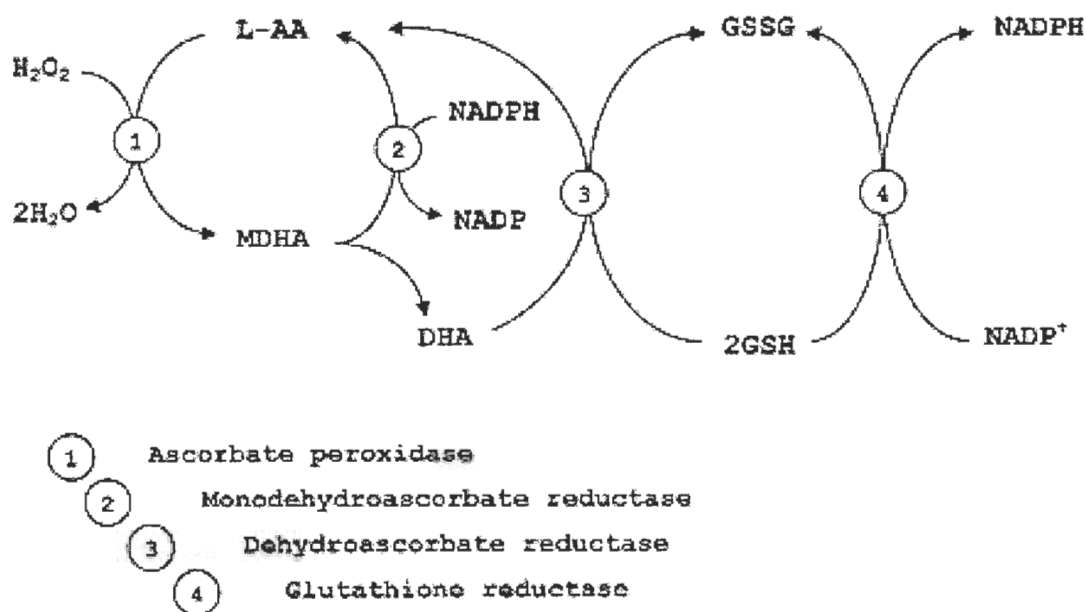 L-AA GSSG NADPH
H₂O₂
NADPH
1 2
3 4
2H₂O NADP
MDHA
DHA 2GSH NADP⁺
1 Ascorbate peroxidase
2 Monodehydroascorbate reductase
3 Dehydroascorbate reductase
4 Glutathione reductase